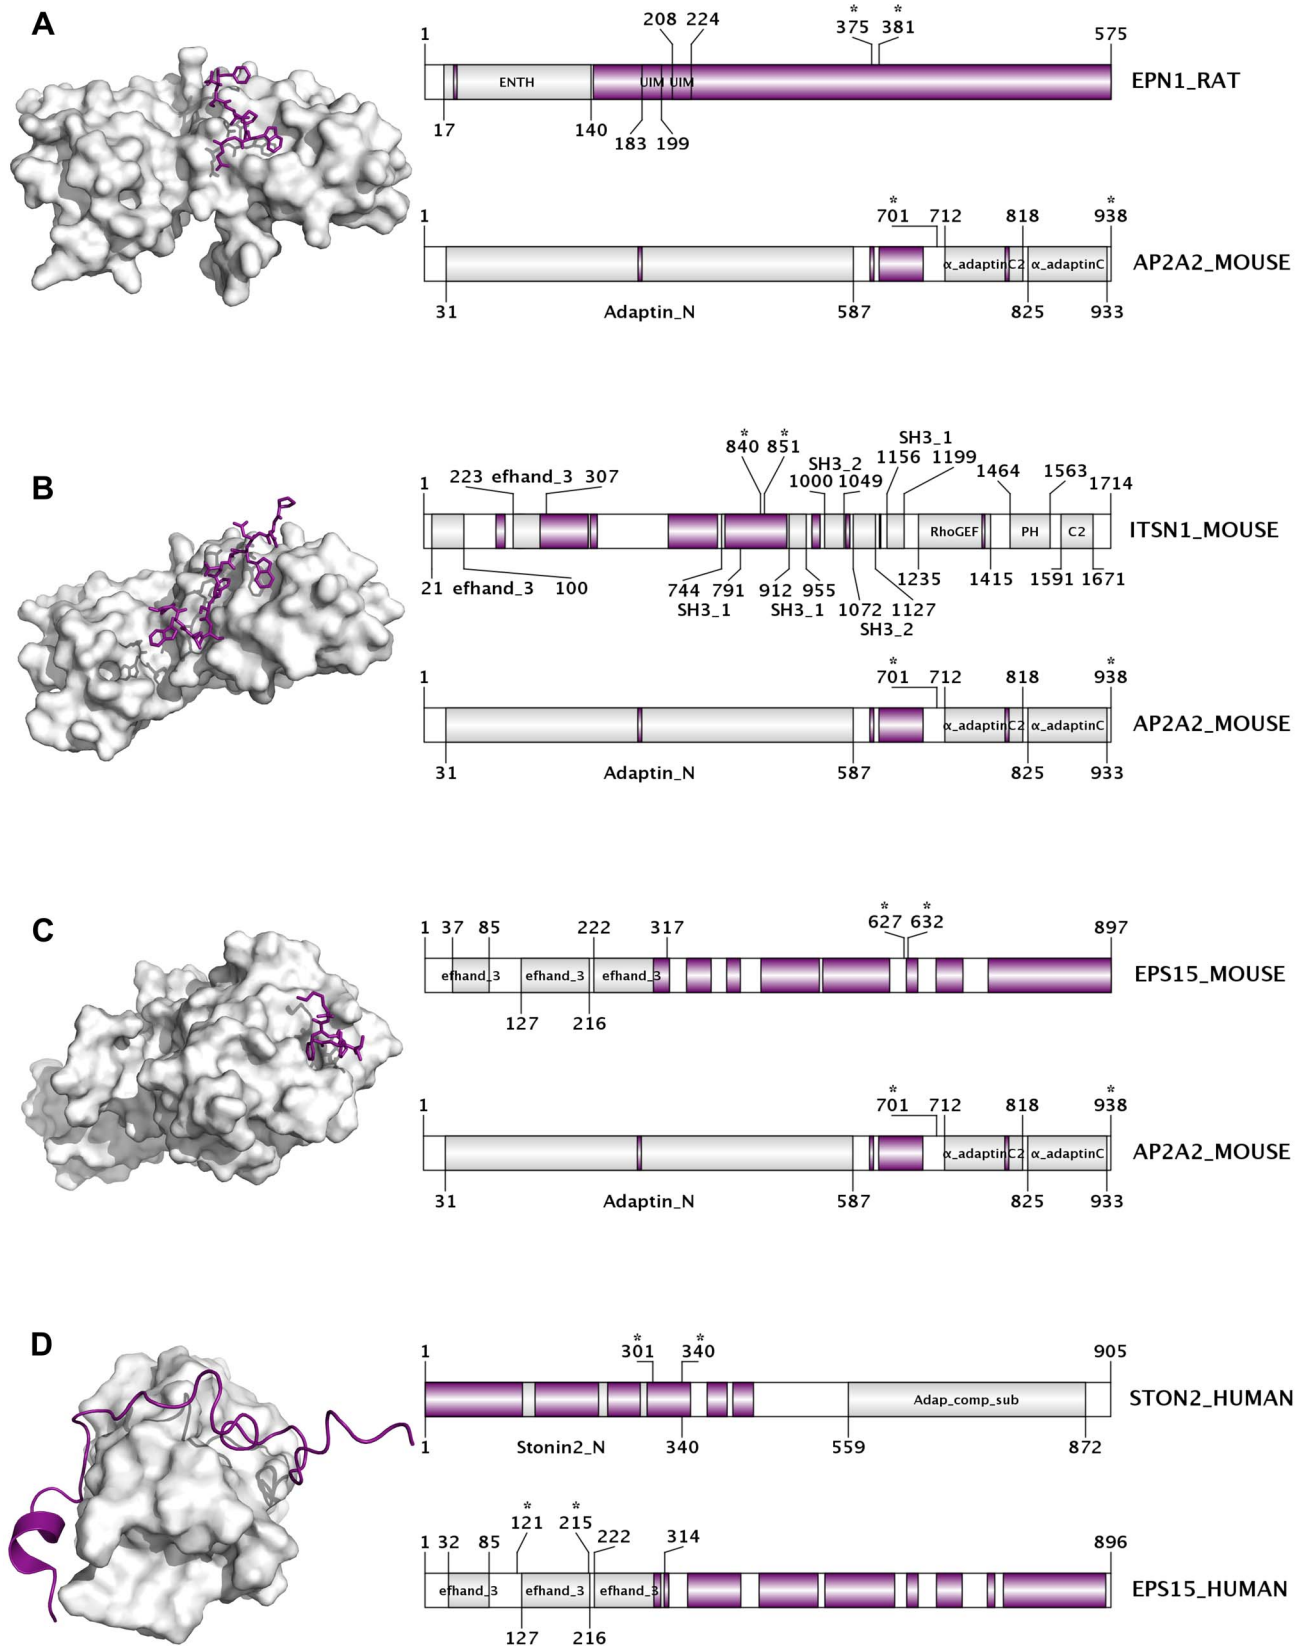 A
* *
208 224 375 381
1 575
ENTH UIM UIM
EPN1_RAT
17 140
183 199
* *
1 701 712 818 938
α_adaptinC2 α_adaptinC
AP2A2_MOUSE
31 Adaptin_N 587 825 933
B
* *
840 851
SH3_1
SH3_2
1156 1199
223 efhand_3 307
1000 1049
1464 1563
1 1714
RhoGEF PH C2
ITSN1_MOUSE
21 efhand_3 100
744 791 912 955
SH3_1 SH3_1
1072 1127
SH3_2
1235 1415 1591 1671
* *
1 701 712 818 938
α_adaptinC2 α_adaptinC
AP2A2_MOUSE
31 Adaptin_N 587 825 933
C
* *
627 632
1 37 85 222 317 897
efhand_3 efhand_3 efhand_3
EPS15_MOUSE
127 216
* *
1 701 712 818 938
α_adaptinC2 α_adaptinC
AP2A2_MOUSE
31 Adaptin_N 587 825 933
D
* *
1 301 340 905
Adap_comp_sub
STON2_HUMAN
1 Stonin2_N 340 559 872
* *
121 215
1 32 85 222 314 896
efhand_3 efhand_3 efhand_3
EPS15_HUMAN
127 216